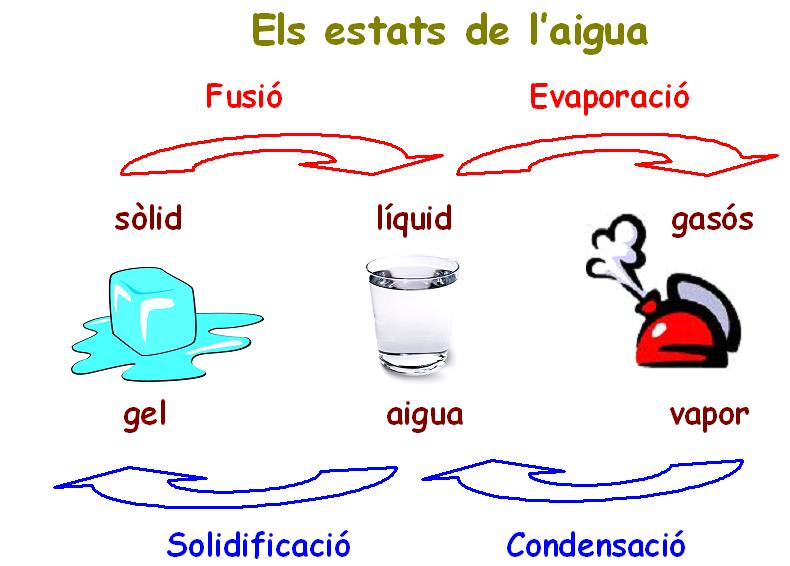 Els estats de l'aigua
Fusió Evaporació
sòlid líquid gasós
gel aigua vapor
Solidificació Condensació